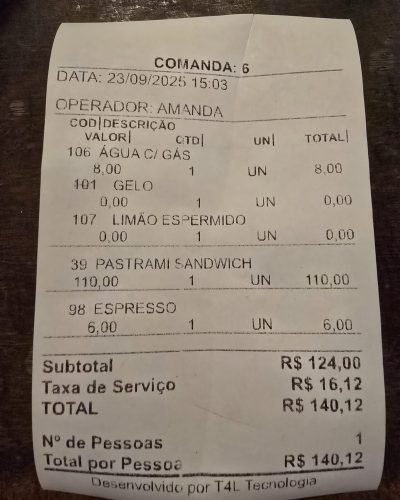 COMANDA: 6
DATA: 23/09/2025 15:03
OPERADOR: AMANDA
COD|DESCRIÇÃO
VALOR| QTD| UN| TOTAL|
106 ÁGUA C/ GÁS
8,00 1 UN 8,00
101 GELO
0,00 1 UN 0,00
107 LIMÃO ESPERMIDO
0,00 1 UN 0,00
39 PASTRAMI SANDWICH
110,00 1 UN 110,00
98 ESPRESSO
6,00 1 UN 6,00
Subtotal R$ 124,00
Taxa de Serviço R$ 16,12
TOTAL R$ 140,12
Nº de Pessoas 1
Total por Pessoa R$ 140,12
Desenvolvido por T4L Tecnologia